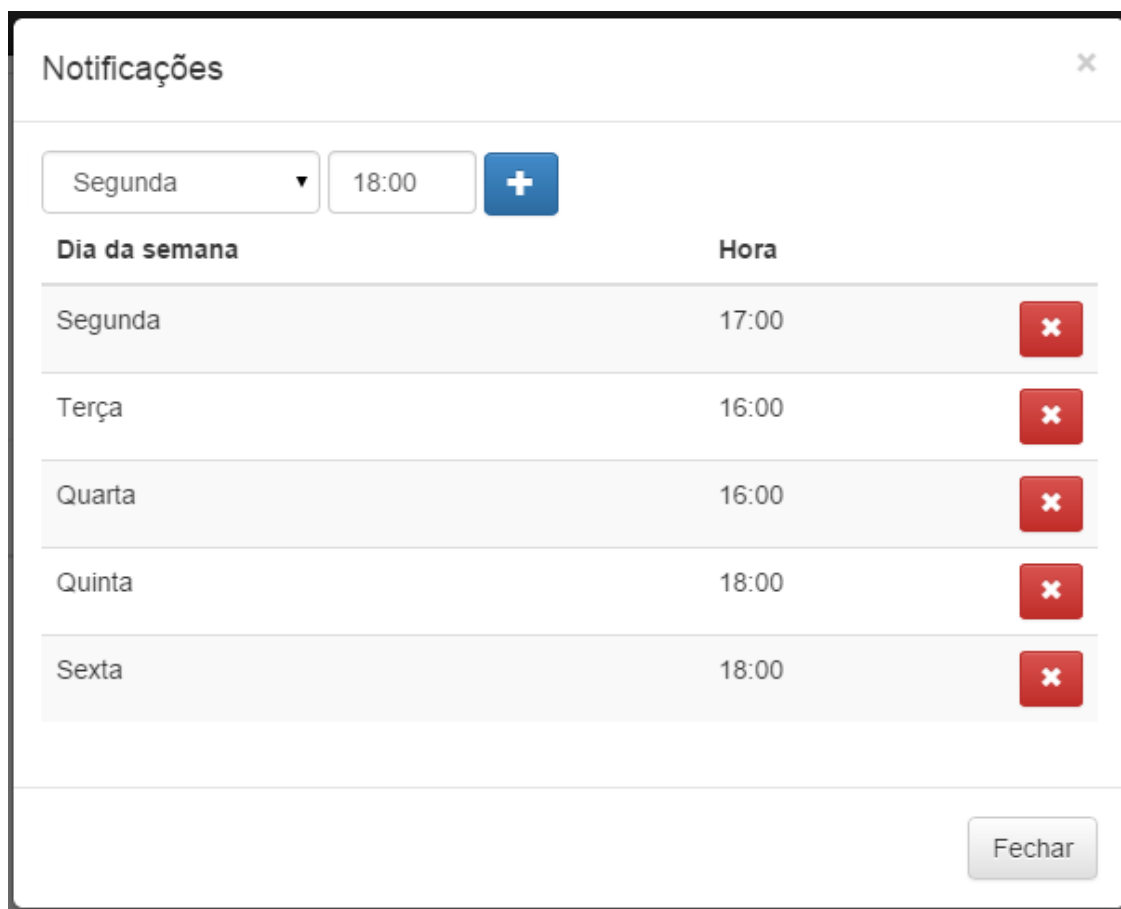 Notificações ×
Segunda 18:00
Dia da semana Hora
Segunda 17:00
Terça 16:00
Quarta 16:00
Quinta 18:00
Sexta 18:00
Fechar